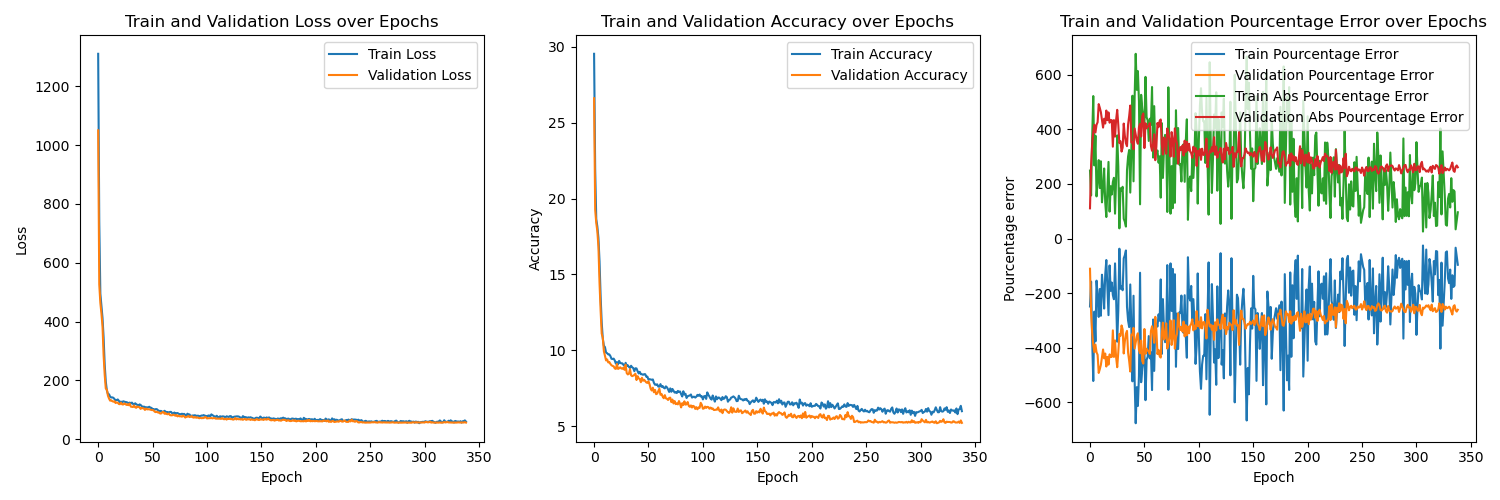 Train and Validation Loss over Epochs
Train Loss
Validation Loss
1200
1000
800
600
400
200
0
Loss
0 50 100 150 200 250 300 350
Epoch
Train and Validation Accuracy over Epochs
Train Accuracy
Validation Accuracy
30
25
20
15
10
5
Accuracy
0 50 100 150 200 250 300 350
Epoch
Train and Validation Pourcentage Error over Epochs
Train Pourcentage Error
Validation Pourcentage Error
Train Abs Pourcentage Error
Validation Abs Pourcentage Error
600
400
200
0
−200
−400
−600
Pourcentage error
0 50 100 150 200 250 300 350
Epoch